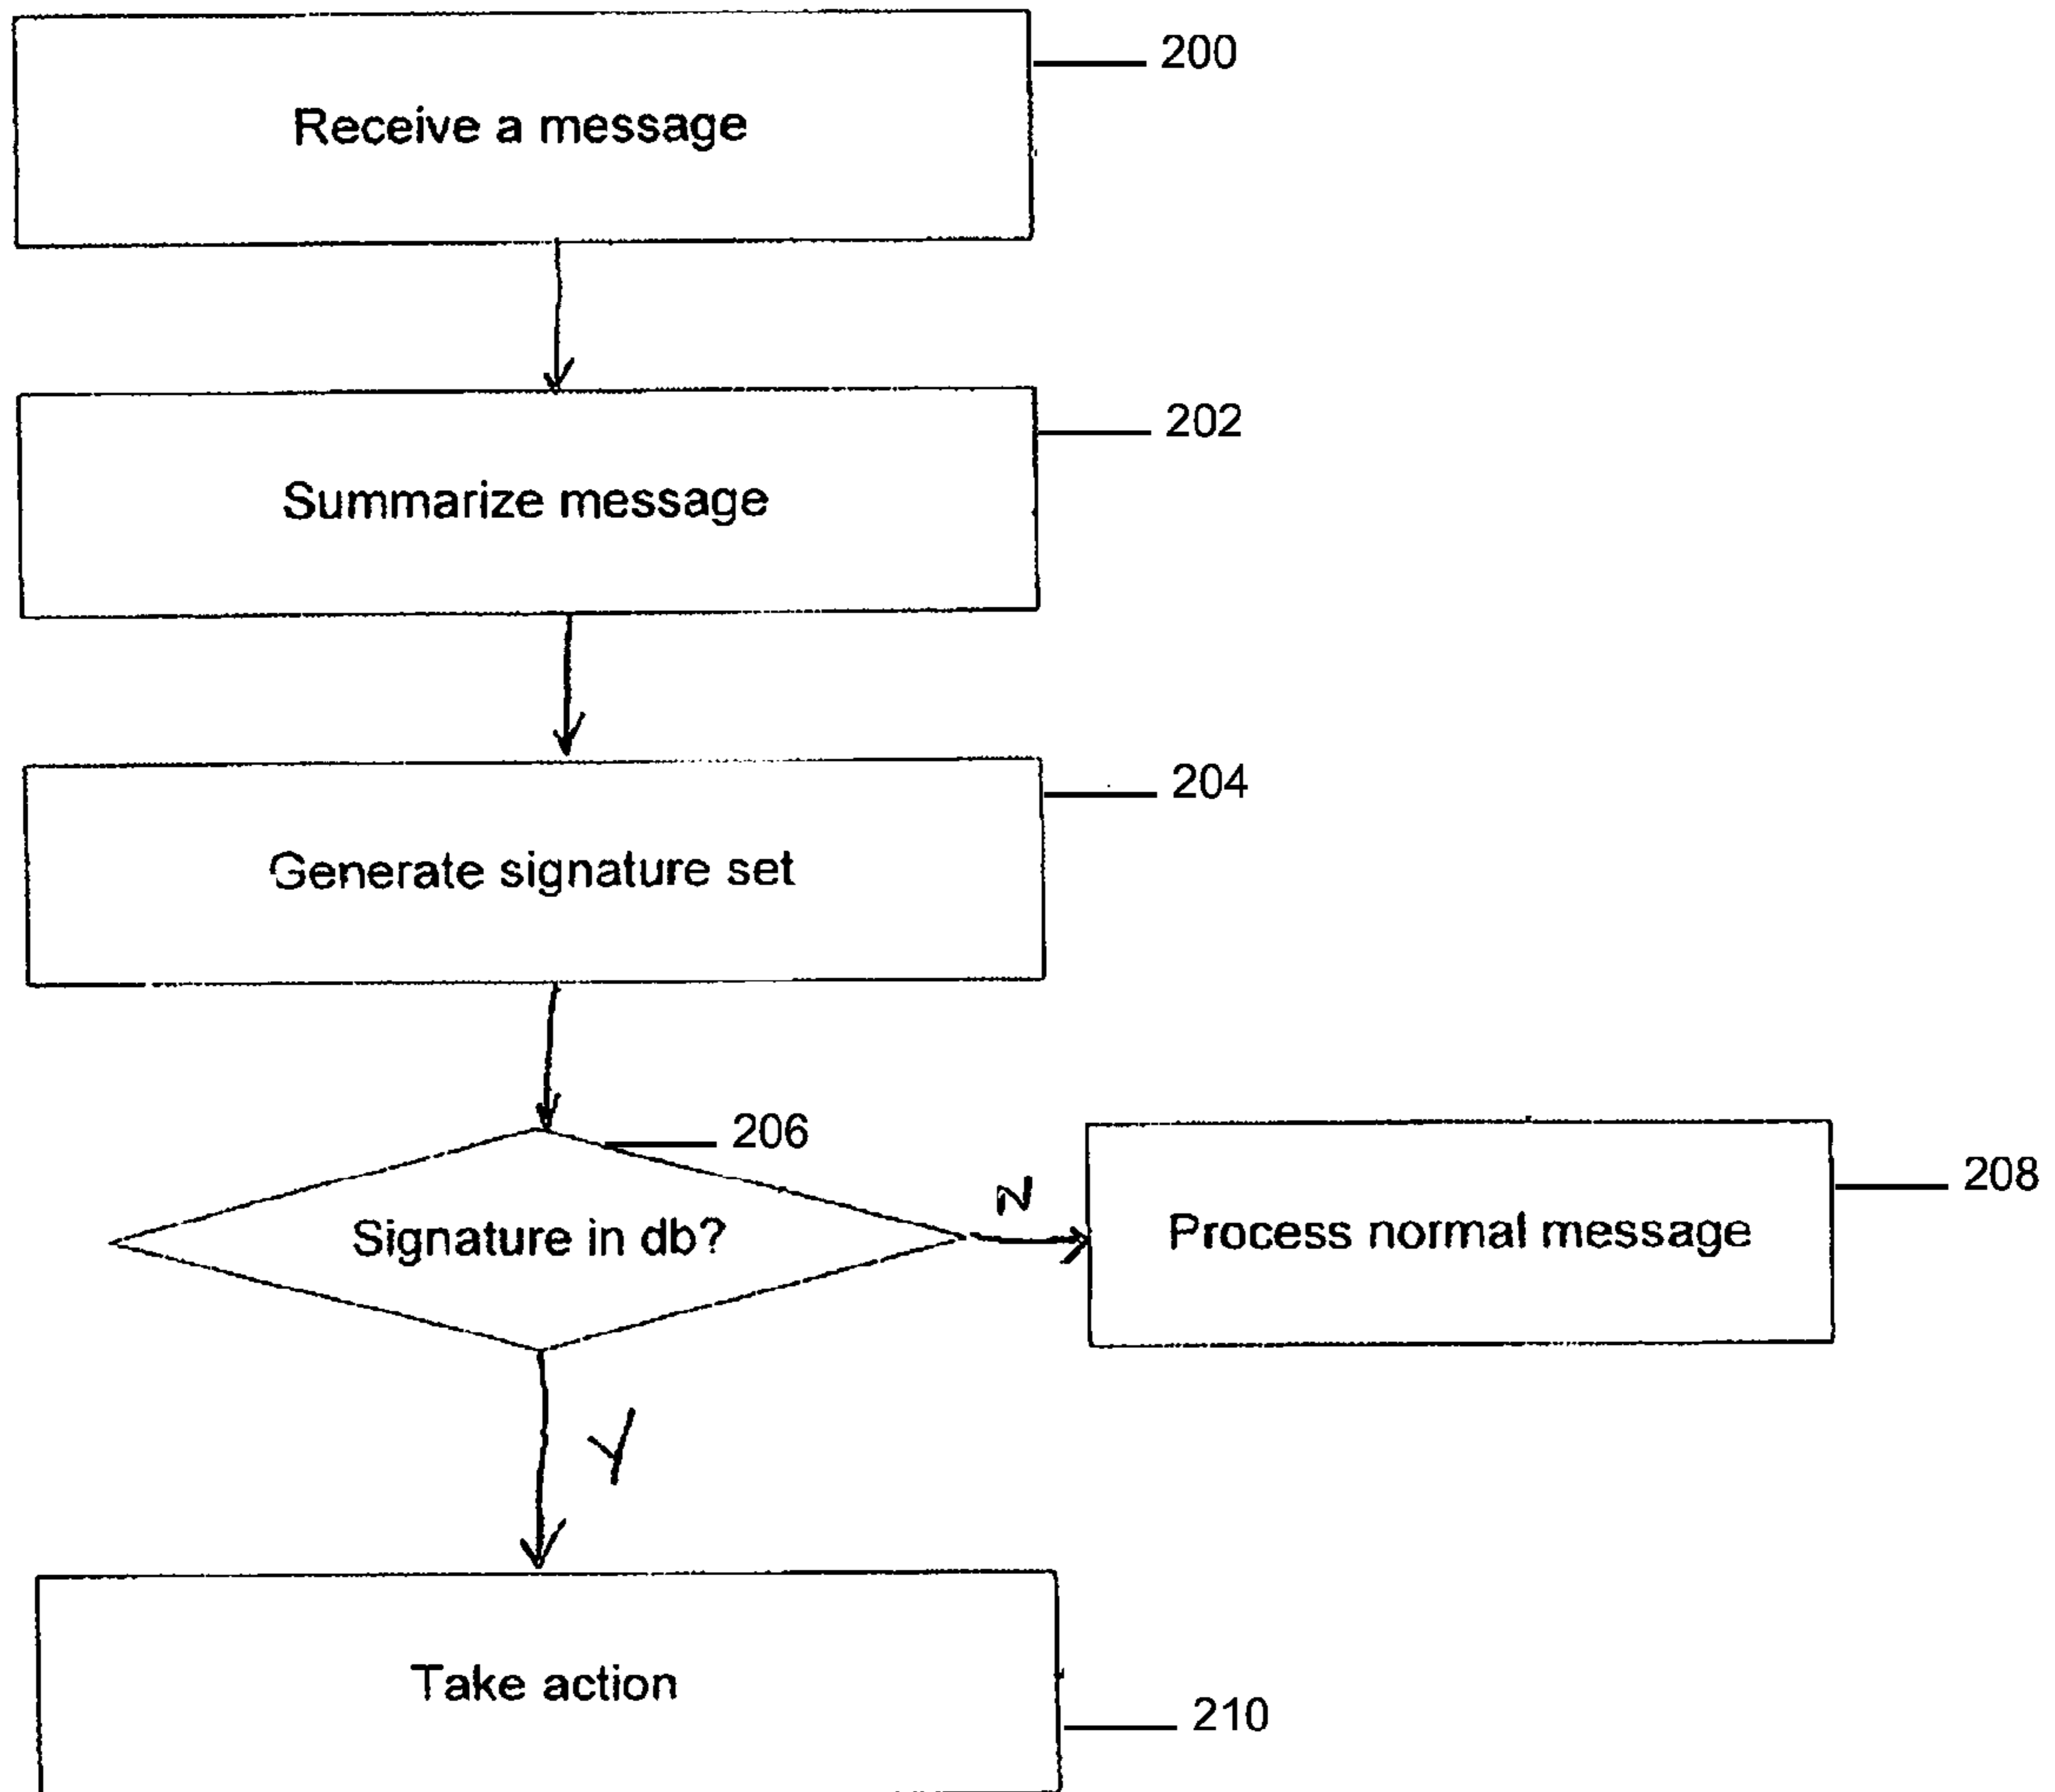 200
Receive a message
202
Summarize message
204
Generate signature set
206
Signature in db?
N
208
Process normal message
Y
Take action
210